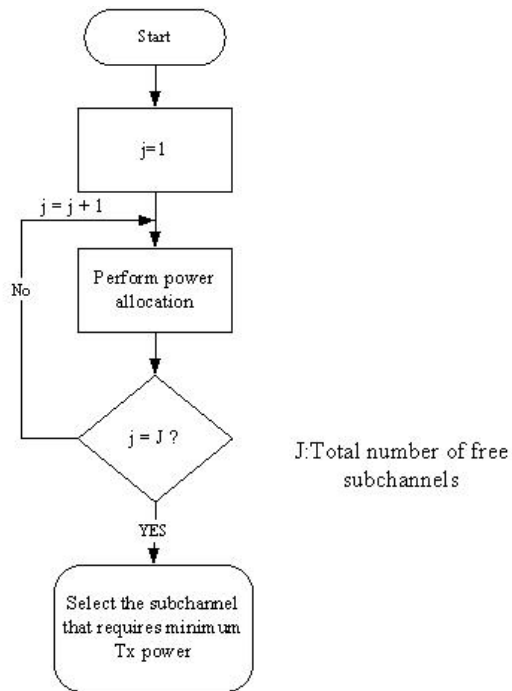 Start
j=1
j = j + 1
No
Perform power
allocation
j = J ?
J:Total number of free
subchannels
YES
Select the subchannel
that requires minimum
Tx power